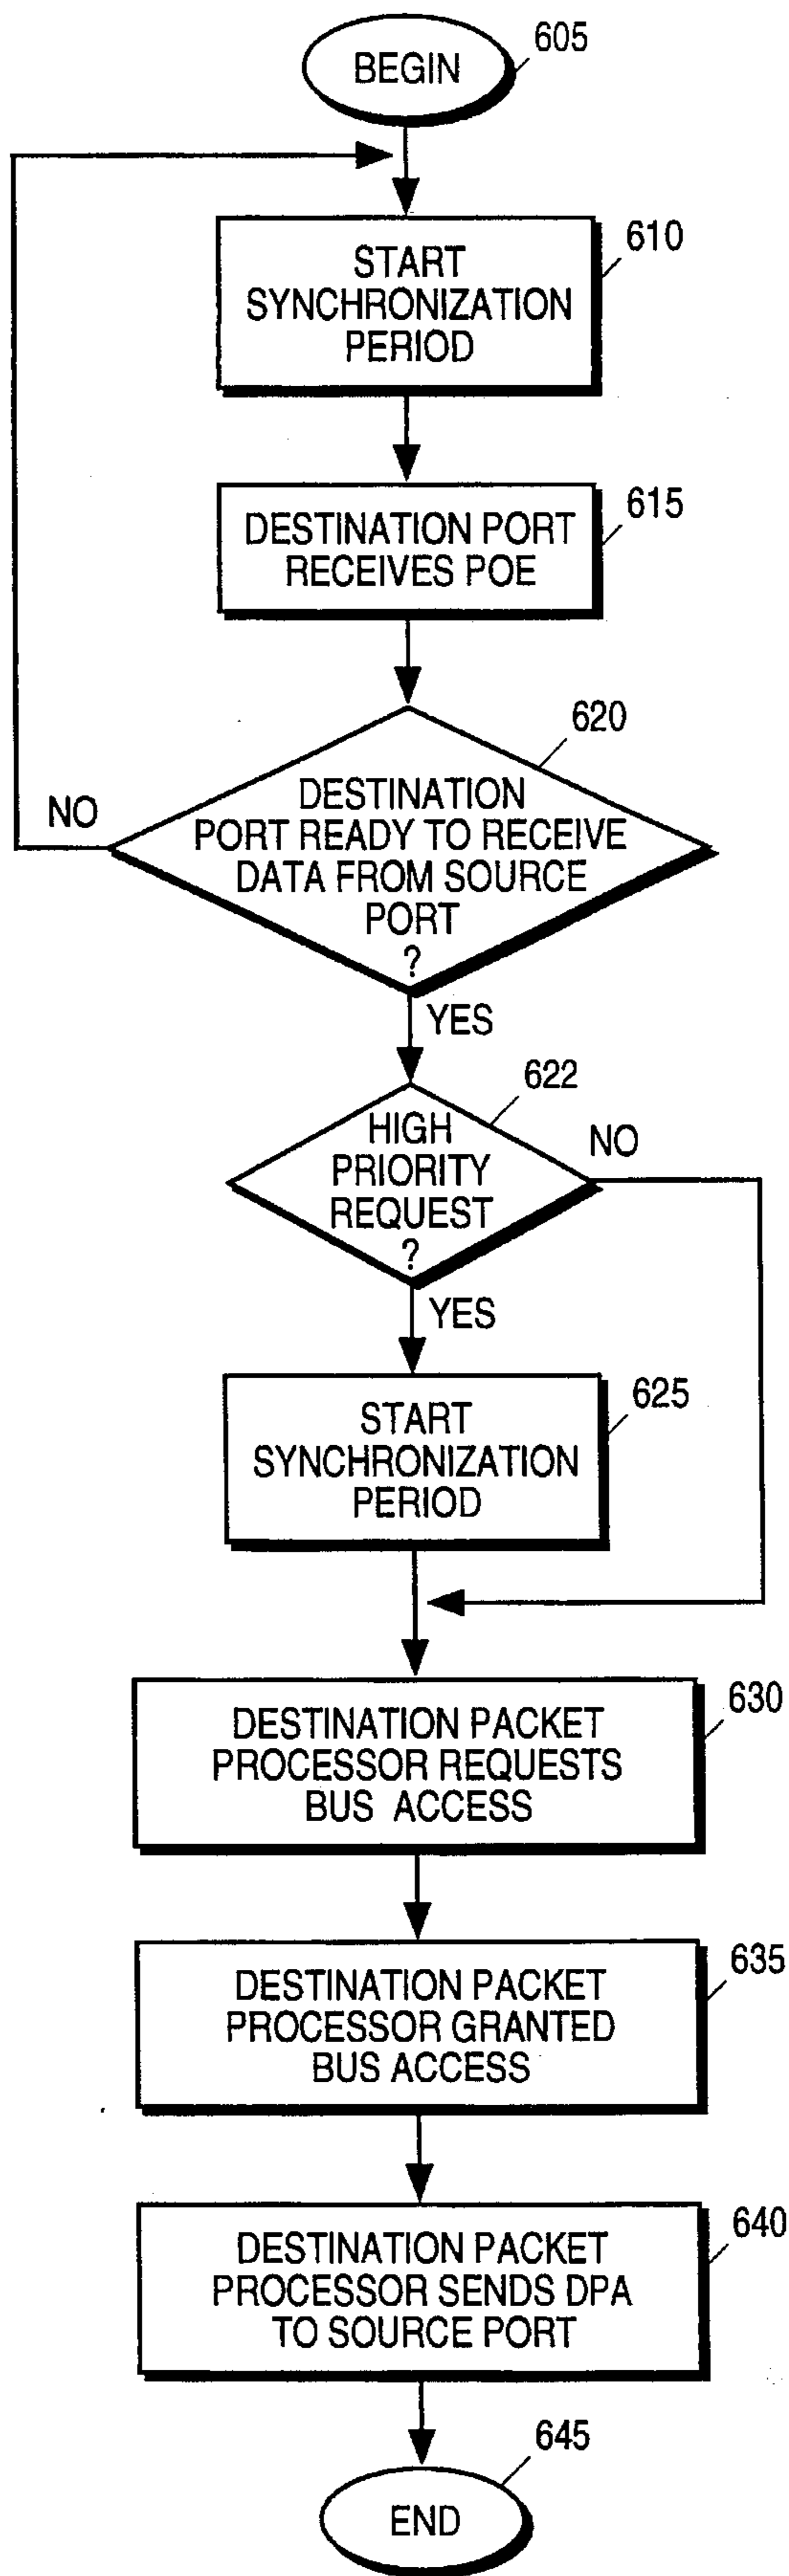 BEGIN
605
START
SYNCHRONIZATION
PERIOD
610
DESTINATION PORT
RECEIVES POE
615
620
DESTINATION
PORT READY TO RECEIVE
DATA FROM SOURCE
PORT
?
NO
YES
622
HIGH
PRIORITY
REQUEST
?
NO
YES
START
SYNCHRONIZATION
PERIOD
625
DESTINATION PACKET
PROCESSOR REQUESTS
BUS ACCESS
630
DESTINATION PACKET
PROCESSOR GRANTED
BUS ACCESS
635
DESTINATION PACKET
PROCESSOR SENDS DPA
TO SOURCE PORT
640
645
END